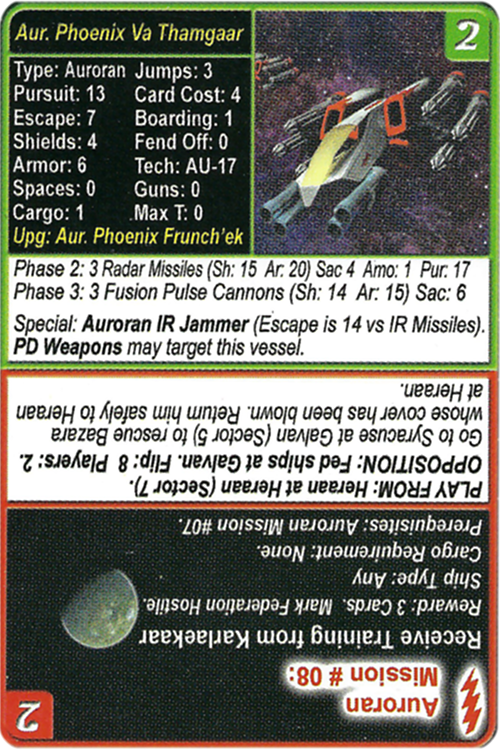 Aur. Phoenix Va Thamgaar
2
Type: Auroran Jumps: 3
Pursuit: 13 Card Cost: 4
Escape: 7 Boarding: 1
Shields: 4 Fend Off: 0
Armor: 6 Tech: AU-17
Spaces: 0 Guns: 0
Cargo: 1 Max T: 0
Upg: Aur. Phoenix Frunch'ek
Phase 2: 3 Radar Missiles (Sh: 15 Ar: 20) Sac 4 Amo: 1 Pur: 17
Phase 3: 3 Fusion Pulse Cannons (Sh: 14 Ar: 15) Sac: 6
Special: Auroran IR Jammer (Escape is 14 vs IR Missiles).
PD Weapons may target this vessel.
2
Auroran
Mission # 08:
Receive Training from Karlaekaar
Reward: 3 Cards. Mark Federation Hostile.
Ship Type: Any
Cargo Requirement: None.
Prerequisites: Auroran Mission #07.
PLAY FROM: Heraan at Heraan (Sector 7).
OPPOSITION: Fed ships at Galvan. Flip: 8 Players: 2.
Go to Syracuse at Galvan (Sector 5) to rescue Bazara
whose cover has been blown. Return him safely to Heraan
at Heraan.